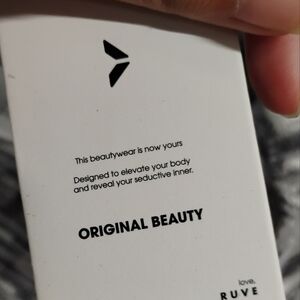 This beautywear is now yours
Designed to elevate your body
and reveal your seductive inner.
ORIGINAL BEAUTY
love,
RUVE